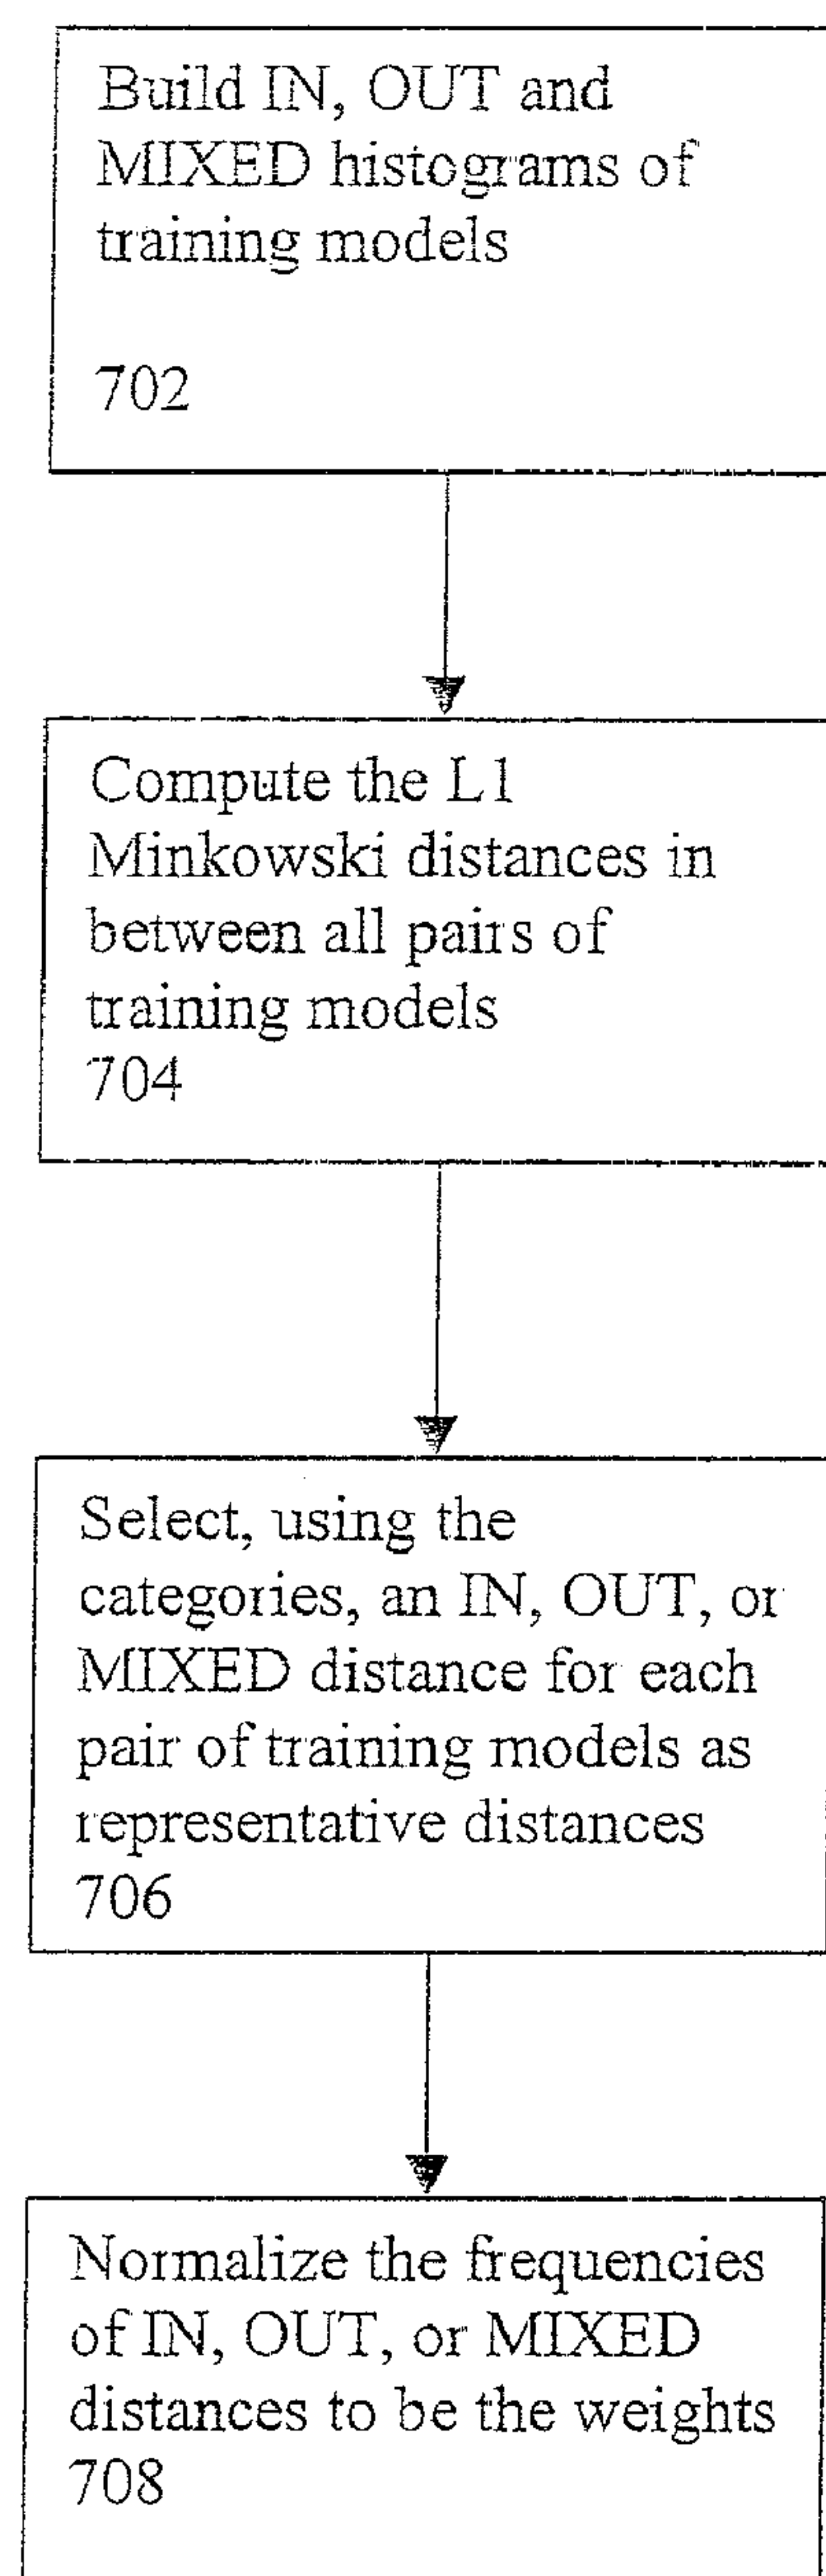 Build IN, OUT and
MIXED histograms of
training models
702
Compute the L1
Minkowski distances in
between all pairs of
training models
704
Select, using the
categories, an IN, OUT, or
MIXED distance for each
pair of training models as
representative distances
706
Normalize the frequencies
of IN, OUT, or MIXED
distances to be the weights
708